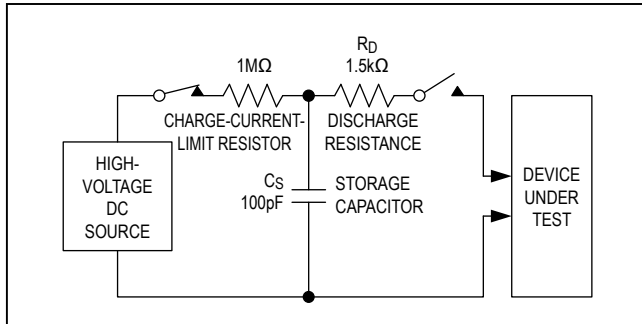 RD
1MΩ
1.5kΩ
CHARGE-CURRENT-
LIMIT RESISTOR
DISCHARGE
RESISTANCE
HIGH-
VOLTAGE
DC
SOURCE
CS
100pF
STORAGE
CAPACITOR
DEVICE
UNDER
TEST